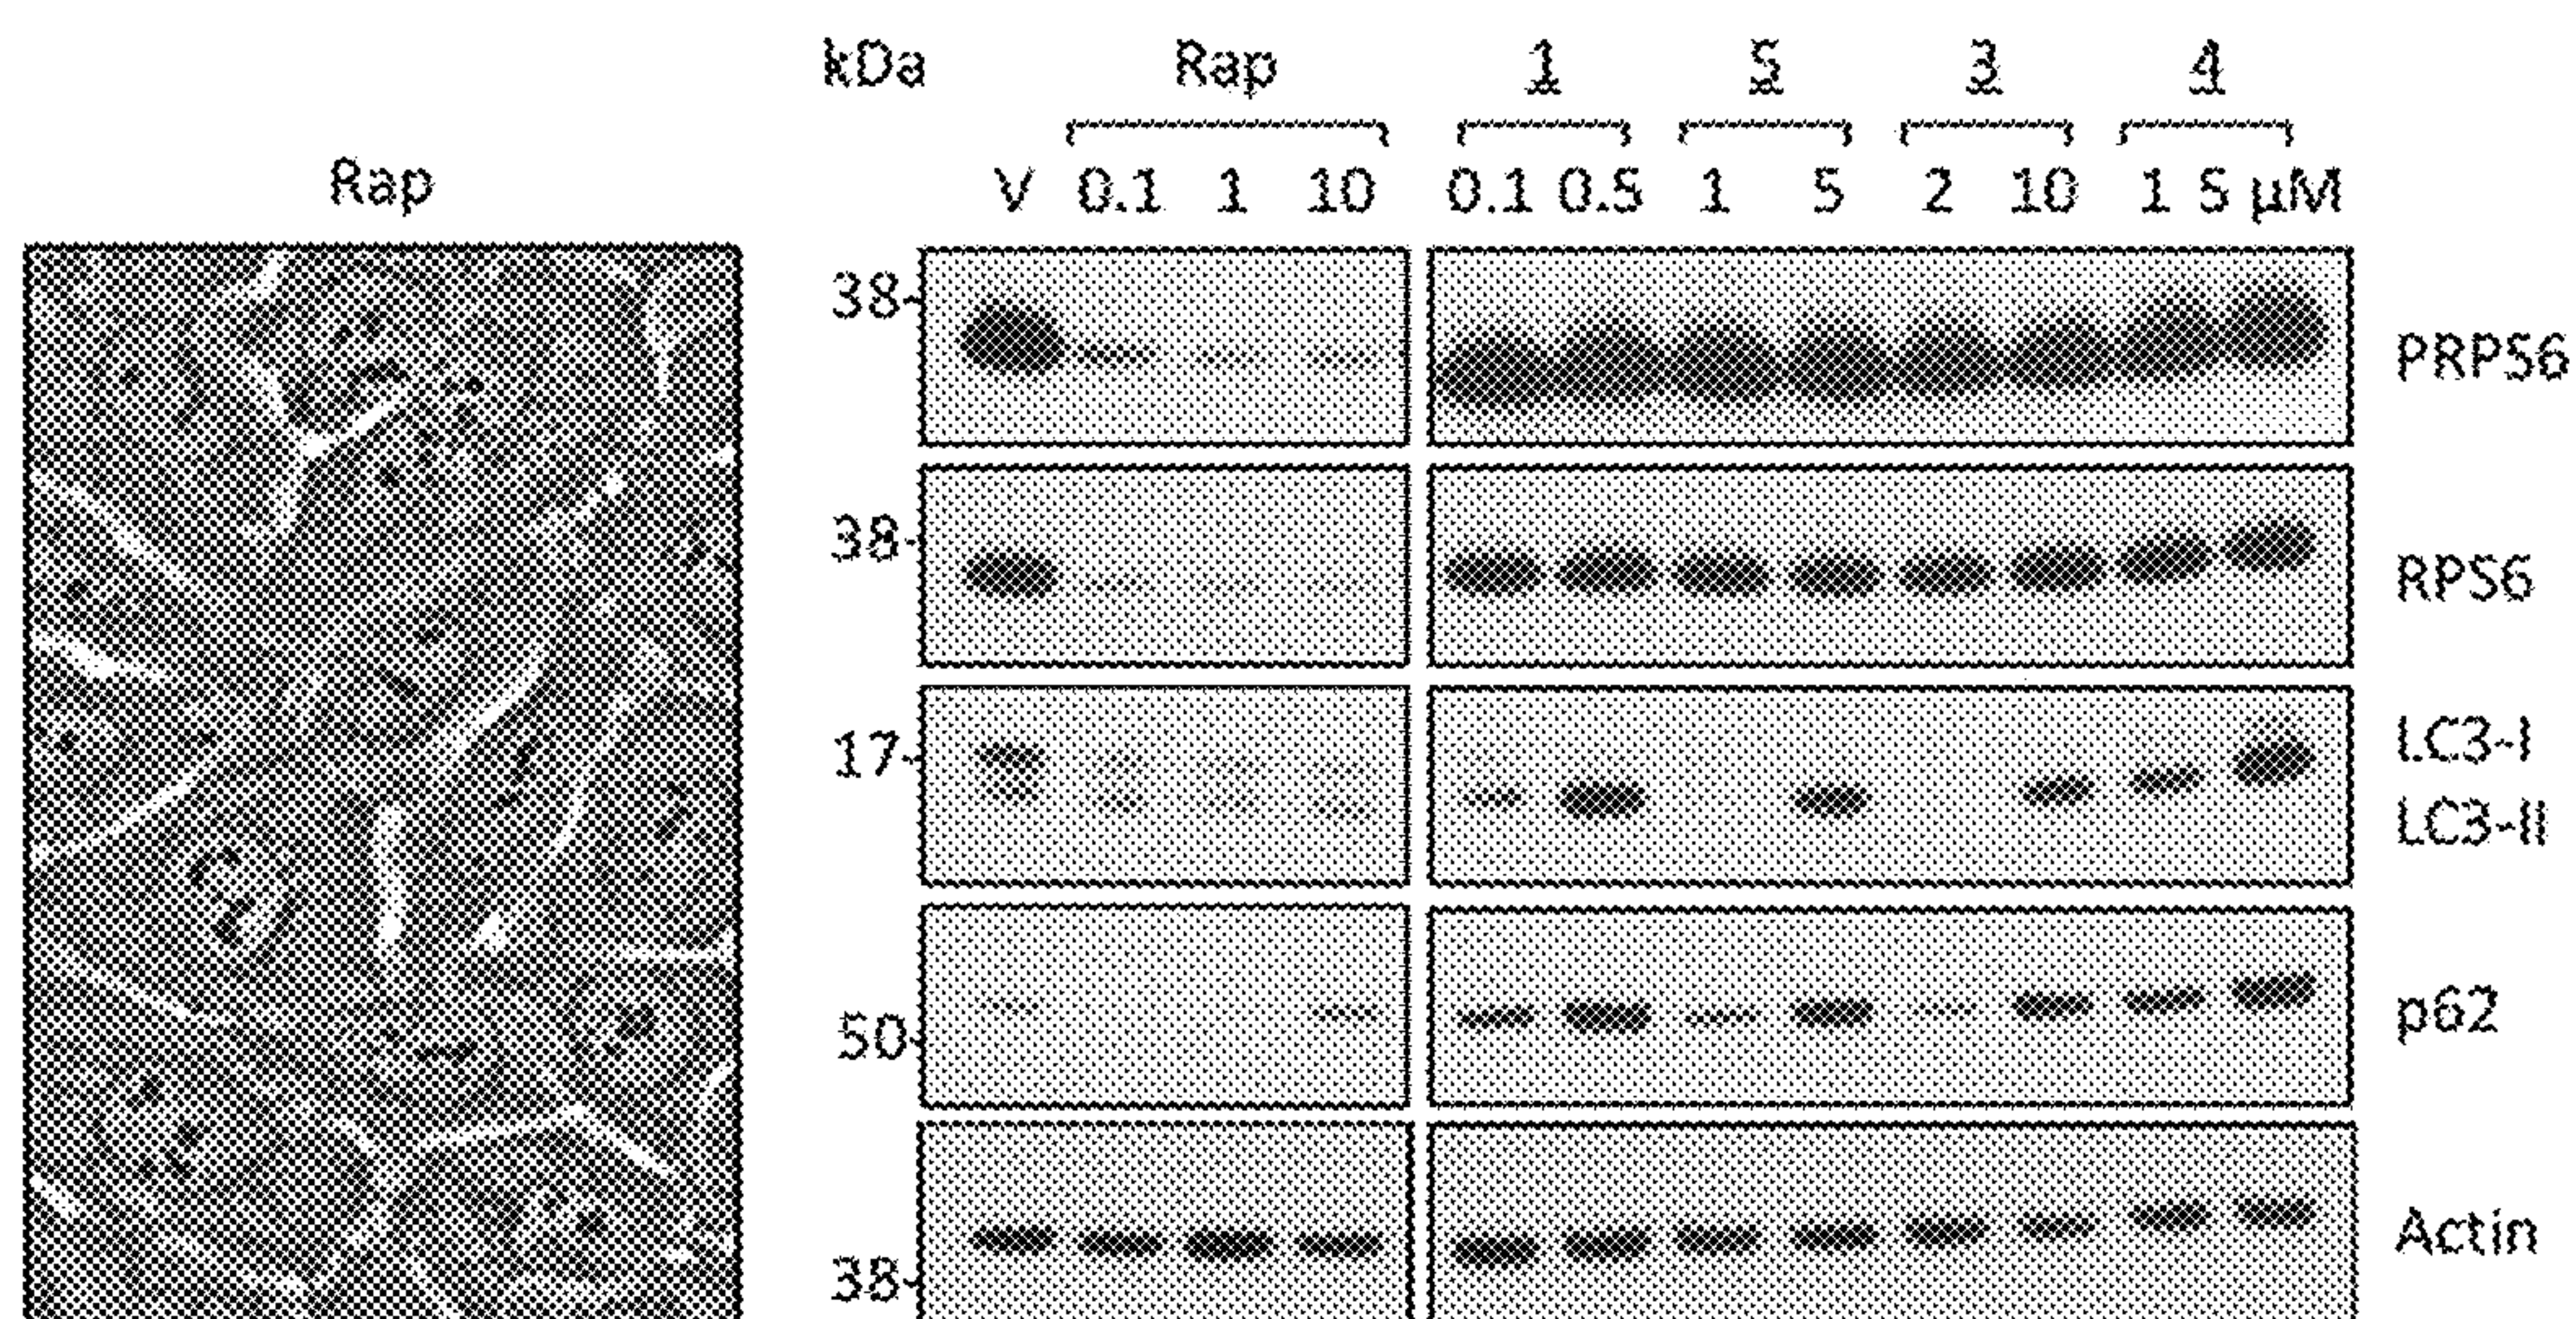 kDa Rap 1 5 3 4
Rap
V 0.1 1 10 0.1 0.5 1 5 2 10 1 5 µM
38
PRPS6
38
RPS6
17
LC3-I
LC3-II
50
p62
38
Actin